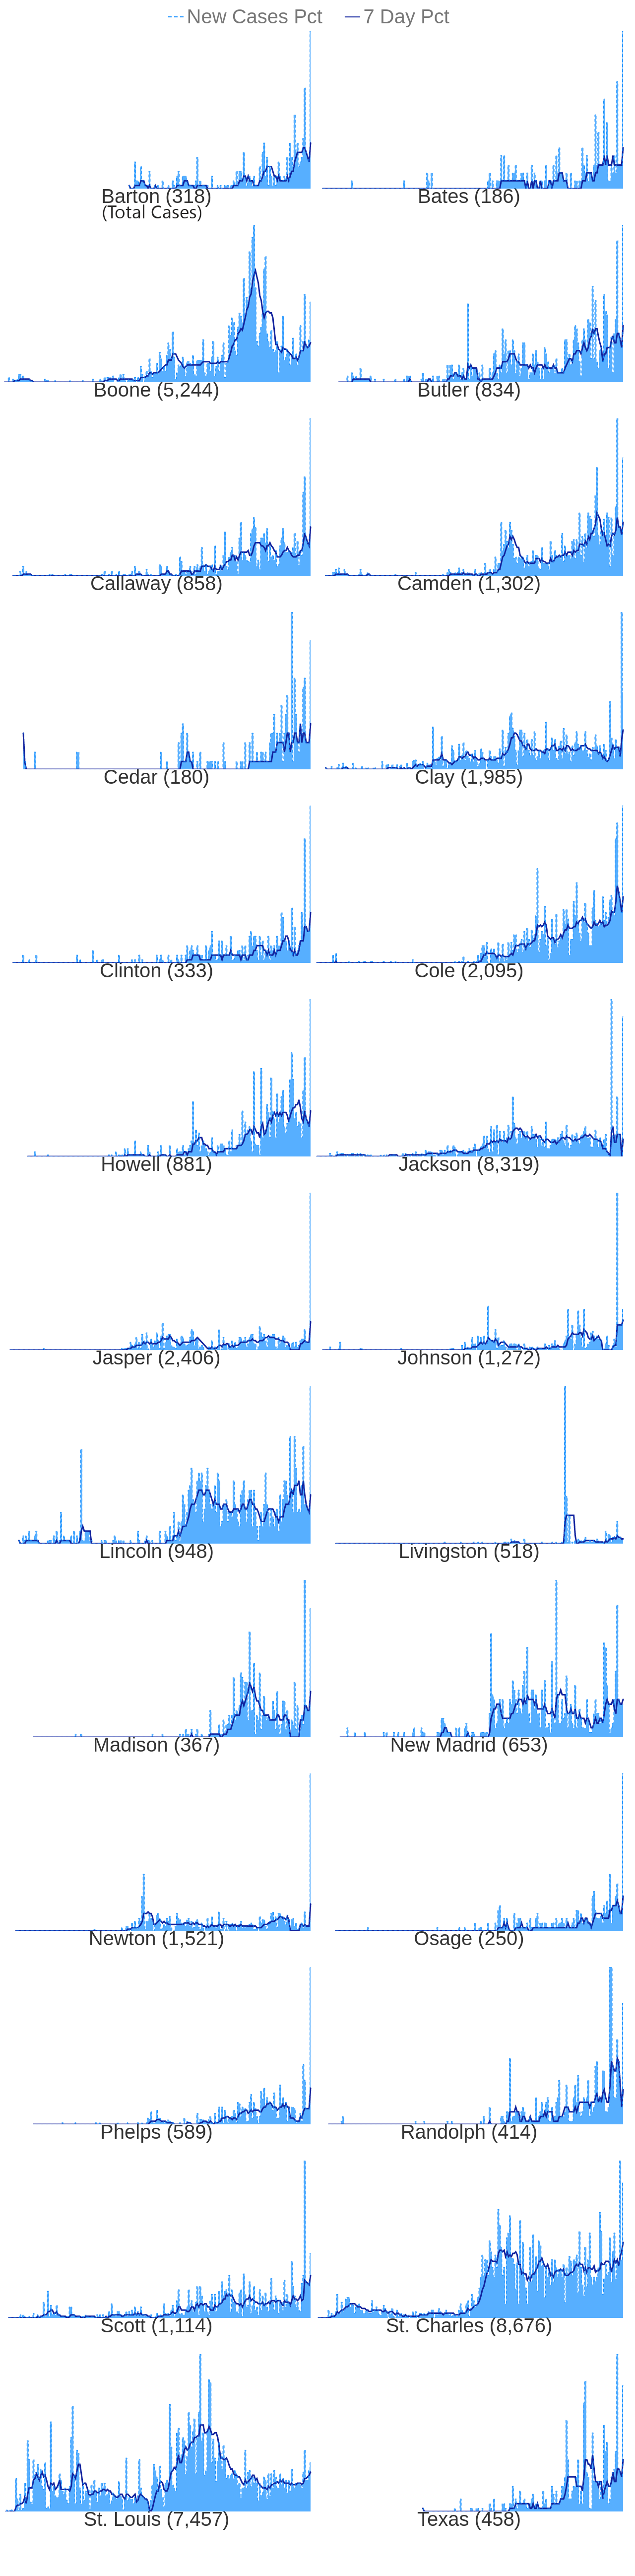 New Cases Pct 7 Day Pct
Barton (318) Bates (186)
(Total Cases)
Boone (5,244) Butler (834)
Callaway (858) Camden (1,302)
Cedar (180) Clay (1,985)
Clinton (333) Cole (2,095)
Howell (881) Jackson (8,319)
Jasper (2,406) Johnson (1,272)
Lincoln (948) Livingston (518)
Madison (367) New Madrid (653)
Newton (1,521) Osage (250)
Phelps (589) Randolph (414)
Scott (1,114) St. Charles (8,676)
St. Louis (7,457) Texas (458)